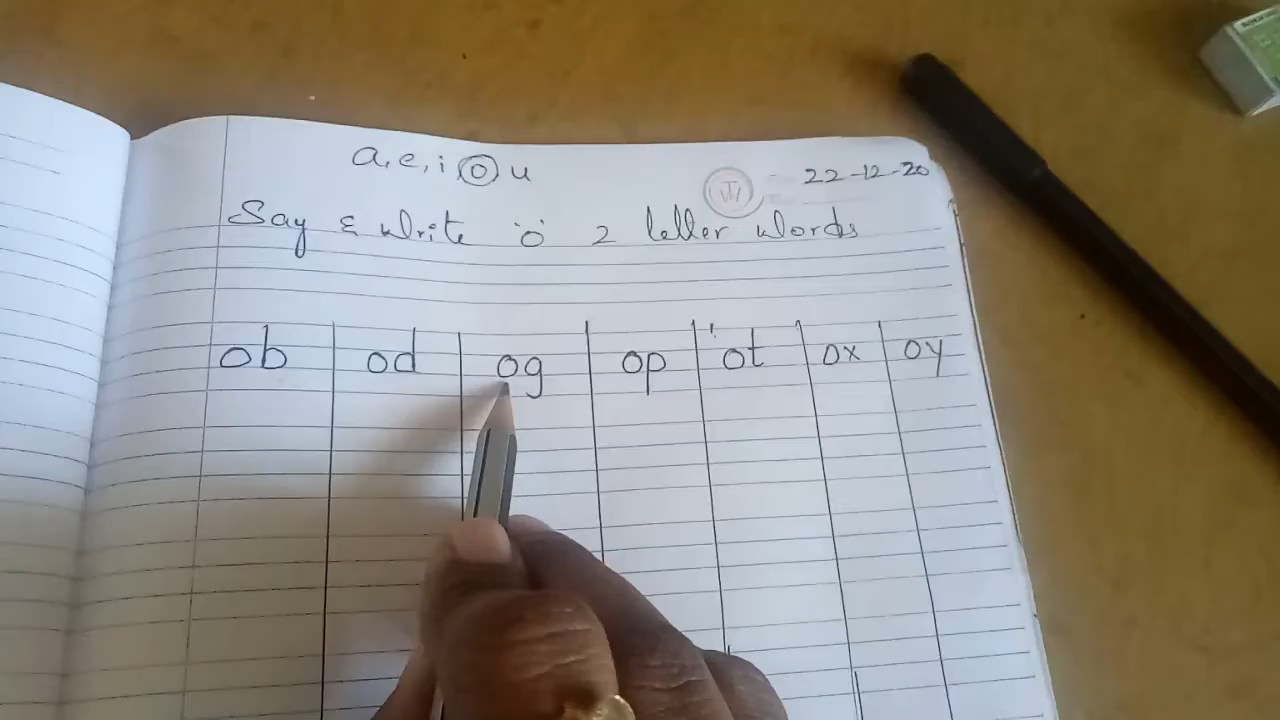 a, e, i o u
22-12-20
Say & Write 'o' 2 letter words
ob od og op ot ox oy